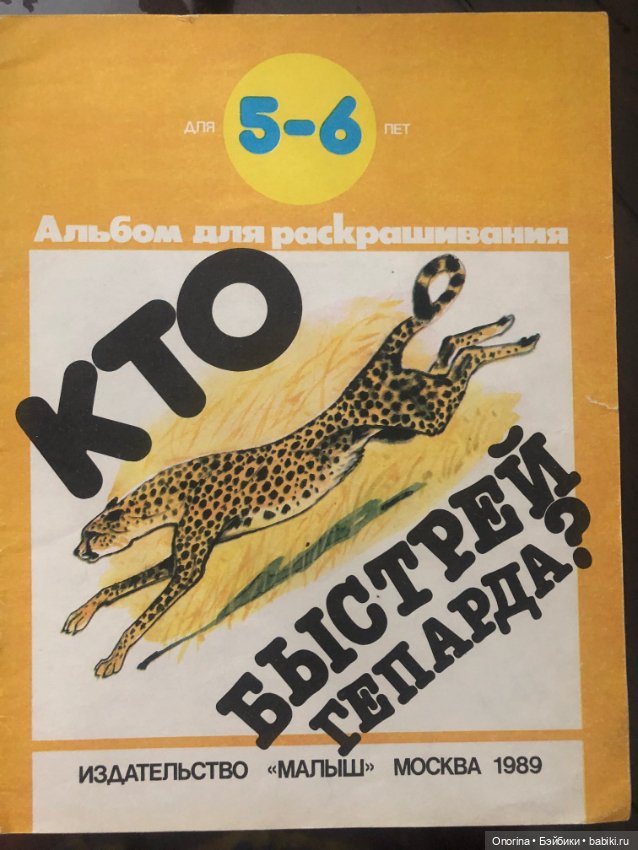 ДЛЯ 5-6 ЛЕТ
Альбом для раскрашивания
КТО
БЫСТРЕЙ
ГЕПАРДА?
ИЗДАТЕЛЬСТВО «МАЛЫШ» МОСКВА 1989
Onorina • Бэйбики • babiki.ru